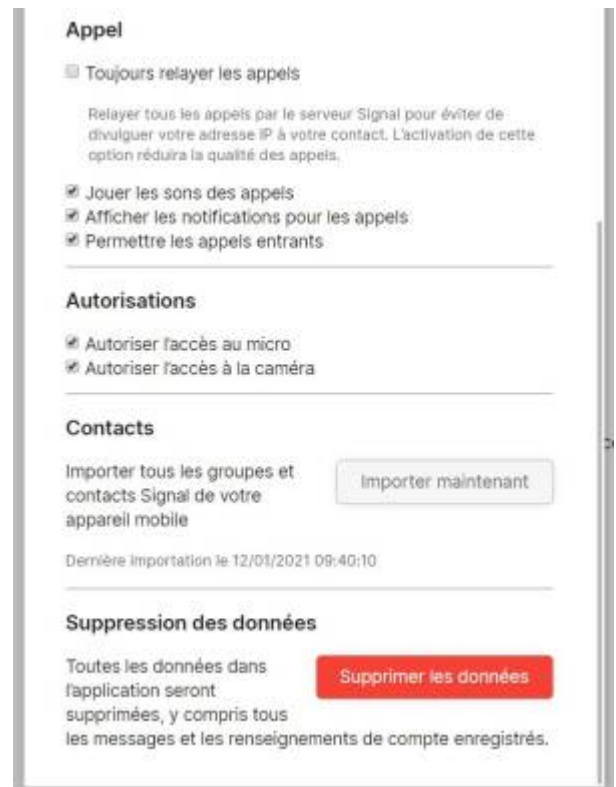 Appel
Toujours relayer les appels
Relayer tous les appels par le serveur Signal pour éviter de
divulguer votre adresse IP à votre contact. L'activation de cette
option réduira la qualité des appels.
Jouer les sons des appels
Afficher les notifications pour les appels
Permettre les appels entrants
Autorisations
Autoriser l'accès au micro
Autoriser l'accès à la caméra
Contacts
Importer tous les groupes et
contacts Signal de votre
appareil mobile
Importer maintenant
Dernière importation le 12/01/2021 09:40:10
Suppression des données
Toutes les données dans
l'application seront
supprimées, y compris tous
les messages et les renseignements de compte enregistrés.
Supprimer les données